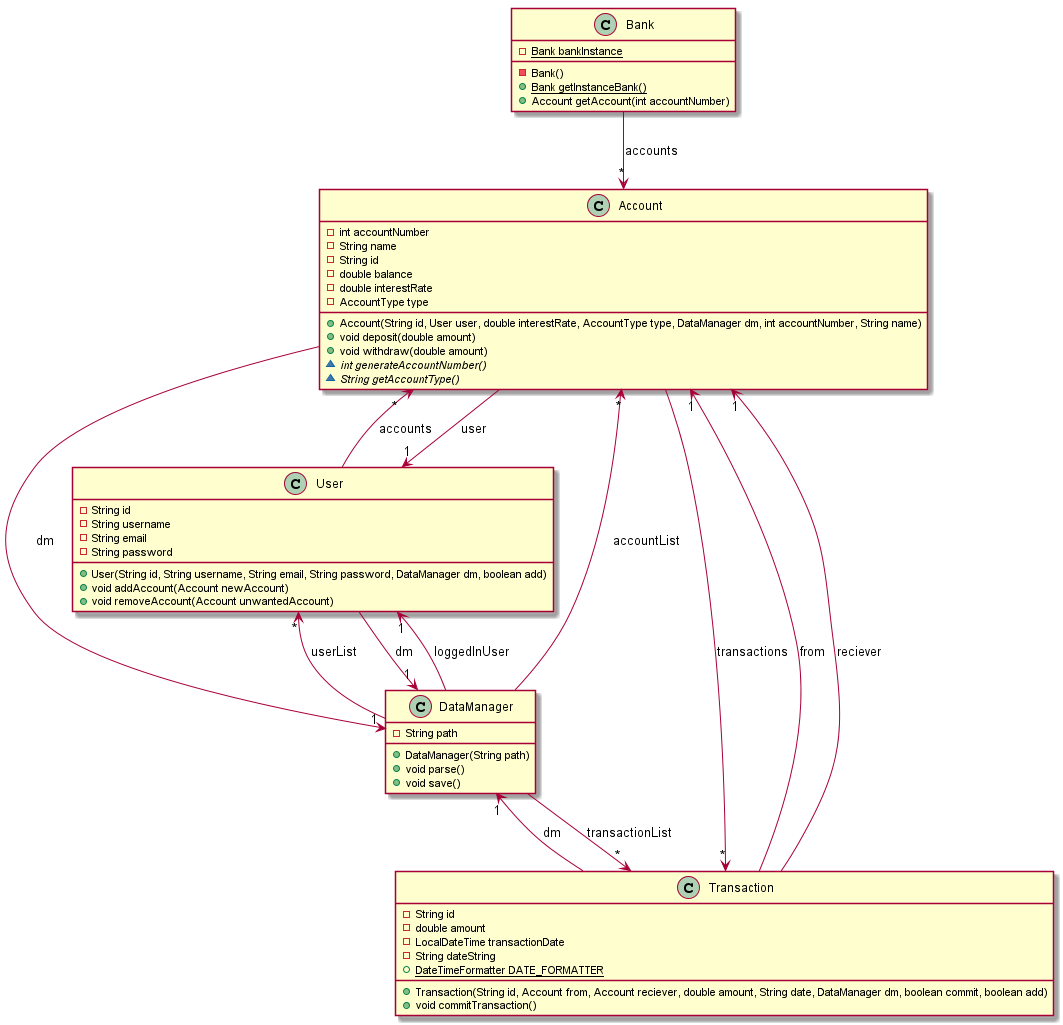 C Bank
Bank bankInstance
Bank()
Bank getInstanceBank()
Account getAccount(int accountNumber)
accounts
*
C Account
int accountNumber
String name
String id
double balance
double interestRate
AccountType type
Account(String id, User user, double interestRate, AccountType type, DataManager dm, int accountNumber, String name)
void deposit(double amount)
void withdraw(double amount)
int generateAccountNumber()
String getAccountType()
* * 1 1
accounts user
1
C User
String id
String username
String email
String password
User(String id, String username, String email, String password, DataManager dm, boolean add)
void addAccount(Account newAccount)
void removeAccount(Account unwantedAccount)
dm
accountList
* 1
userList dm loggedInUser transactions from reciever
1
1
C DataManager
String path
DataManager(String path)
void parse()
void save()
1
dm transactionList
* *
C Transaction
String id
double amount
LocalDateTime transactionDate
String dateString
DateTimeFormatter DATE_FORMATTER
Transaction(String id, Account from, Account reciever, double amount, String date, DataManager dm, boolean commit, boolean add)
void commitTransaction()